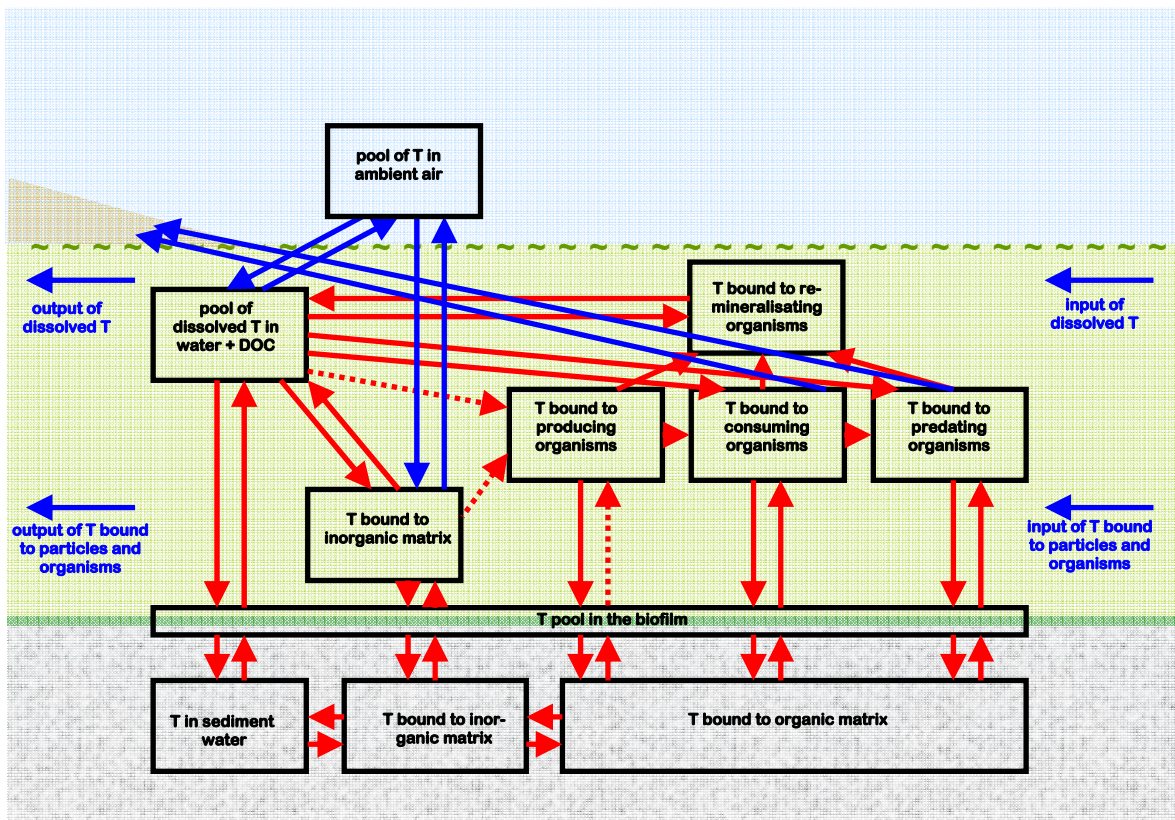 pool of T in
ambient air
output of
dissolved T
pool of
dissolved T in
water + DOC
T bound to re-
mineralisating
organisms
input of
dissolved T
T bound to
producing
organisms
T bound to
consuming
organisms
T bound to
predating
organisms
output of T bound
to particles and
organisms
T bound to
inorganic matrix
input of T bound
to particles and
organisms
T pool in the biofilm
T in sediment
water
T bound to inor-
ganic matrix
T bound to organic matrix